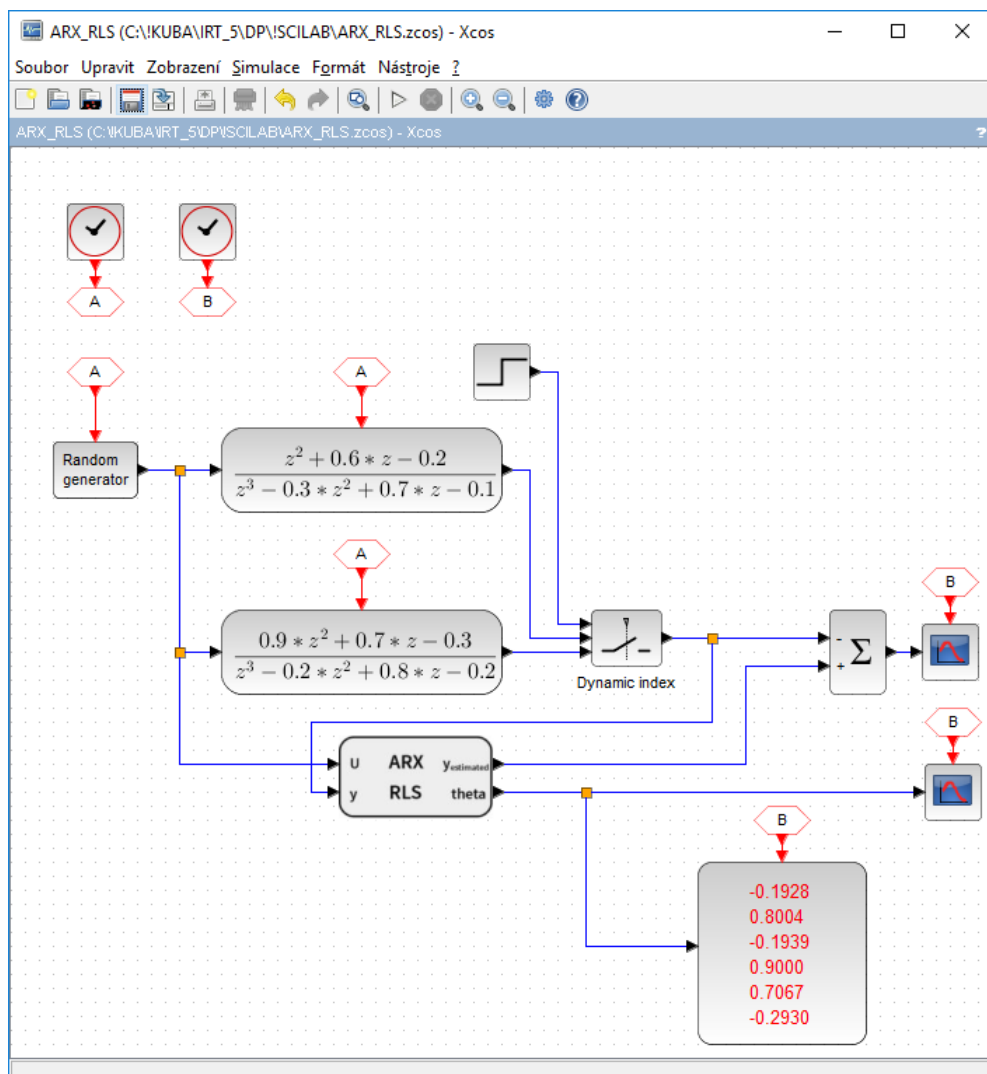 ARX_RLS (C:\!KUBA\IRT_5\DP\!SCILAB\ARX_RLS.zcos) - Xcos
Soubor Upravit Zobrazení Simulace Formát Nástroje ?
ARX_RLS (C:\!KUBA\IRT_5\DP\!SCILAB\ARX_RLS.zcos) - Xcos ?
A B
A A
Random
generator
z^2 + 0.6 * z - 0.2
z^3 - 0.3 * z^2 + 0.7 * z - 0.1
A
B
0.9 * z^2 + 0.7 * z - 0.3
z^3 - 0.2 * z^2 + 0.8 * z - 0.2
Dynamic index
-
+
Σ
B
U ARX y_estimated
y RLS theta
B
-0.1928
0.8004
-0.1939
0.9000
0.7067
-0.2930